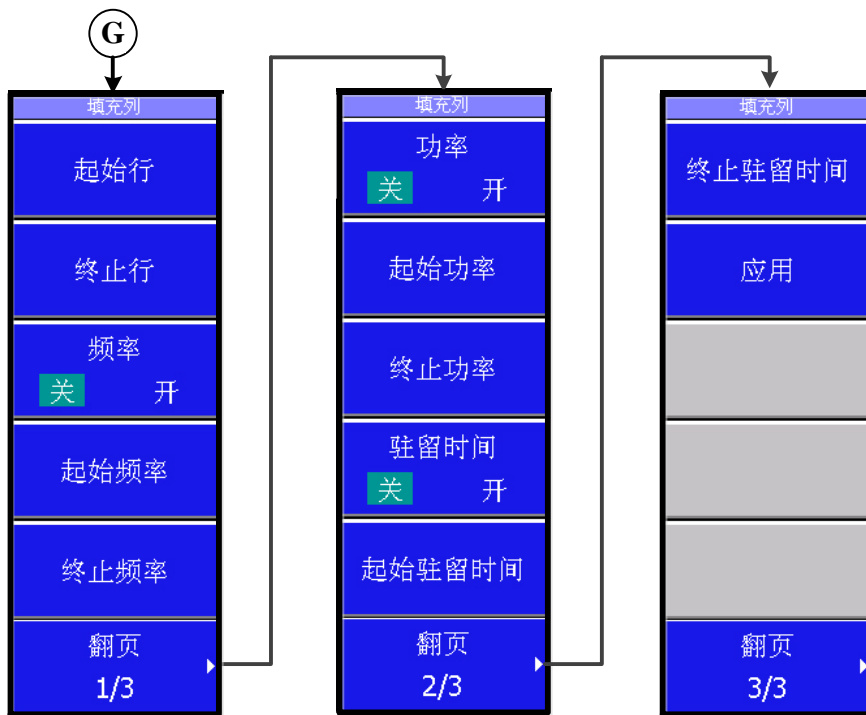 G
填充列
起始行
终止行
频率
关 开
起始频率
终止频率
翻页
1/3
填充列
功率
关 开
起始功率
终止功率
驻留时间
关 开
起始驻留时间
翻页
2/3
填充列
终止驻留时间
应用
翻页
3/3